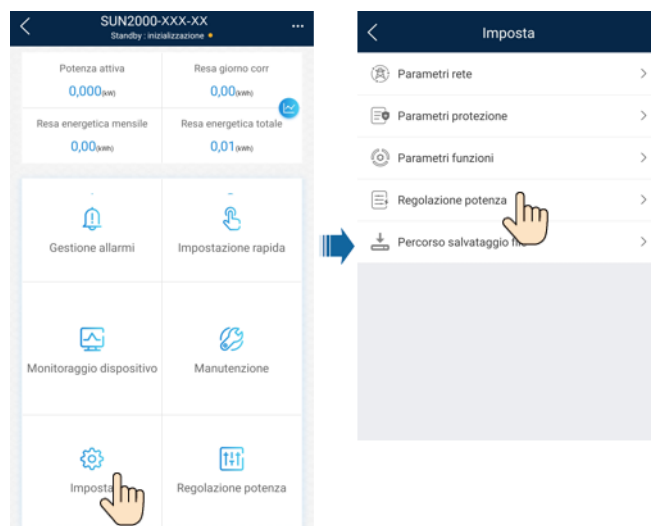 SUN2000-XXX-XX
Standby : inizializzazione
Potenza attiva
0,000(kW)
Resa giorno corr
0,00(kWh)
Resa energetica mensile
0,00(kWh)
Resa energetica totale
0,01(kWh)
Gestione allarmi
Impostazione rapida
Monitoraggio dispositivo
Manutenzione
Imposta
Regolazione potenza
Imposta
Parametri rete
Parametri protezione
Parametri funzioni
Regolazione potenza
Percorso salvataggio